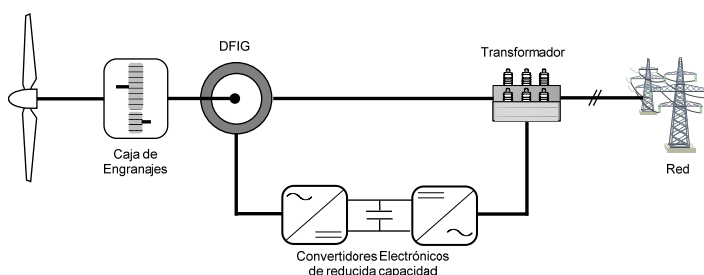 DFIG
Transformador
Caja de
Engranajes
Red
Convertidores Electrónicos
de reducida capacidad